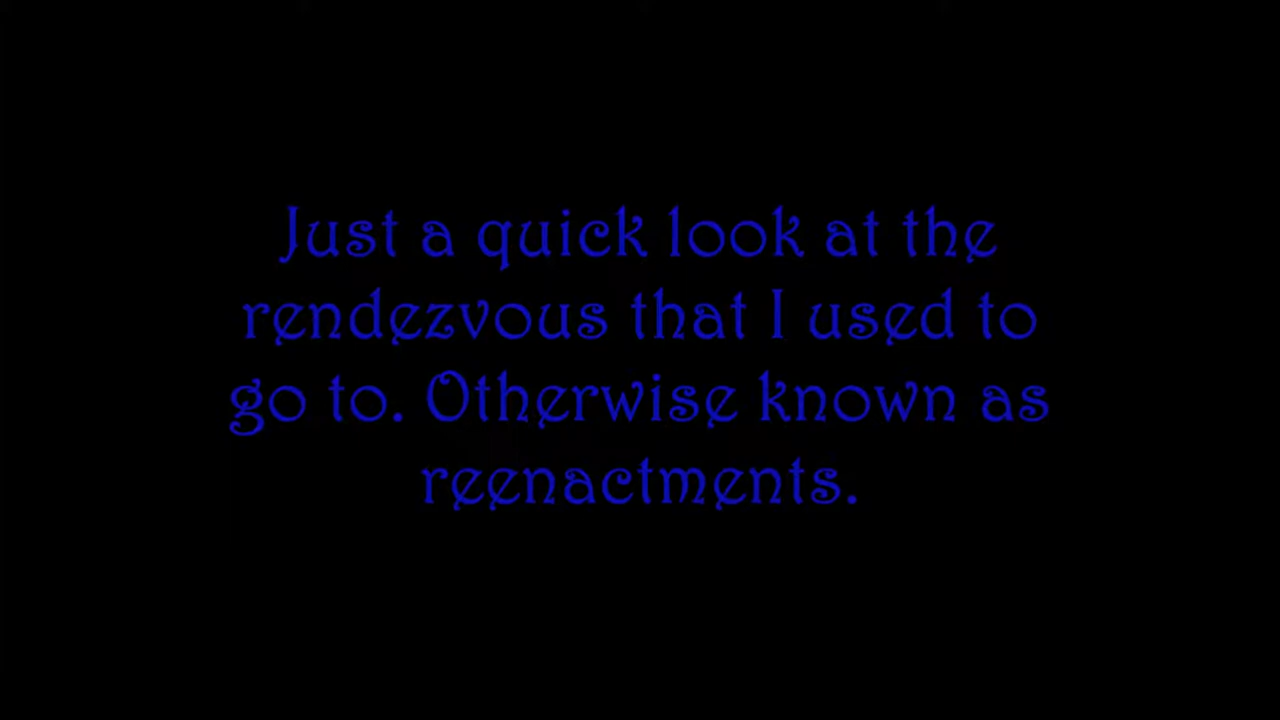 Just a quick look at the
rendezvous that I used to
go to. Otherwise known as
reenactments.